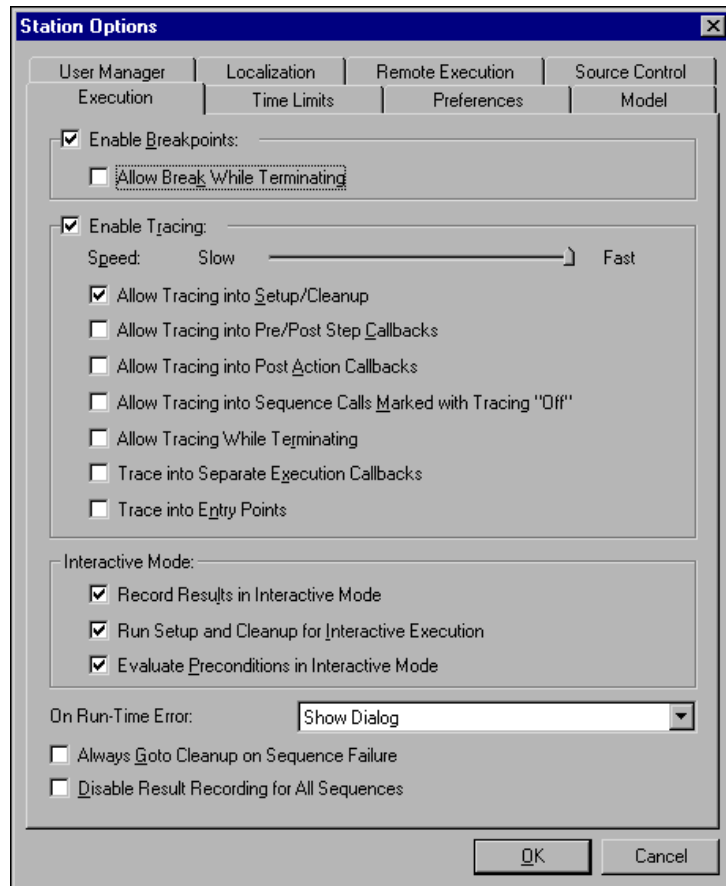 Station Options
User Manager Localization Remote Execution Source Control
Execution Time Limits Preferences Model
Enable Breakpoints:
Allow Break While Terminating
Enable Tracing:
Speed: Slow Fast
Allow Tracing into Setup/Cleanup
Allow Tracing into Pre/Post Step Callbacks
Allow Tracing into Post Action Callbacks
Allow Tracing into Sequence Calls Marked with Tracing "Off"
Allow Tracing While Terminating
Trace into Separate Execution Callbacks
Trace into Entry Points
Interactive Mode:
Record Results in Interactive Mode
Run Setup and Cleanup for Interactive Execution
Evaluate Preconditions in Interactive Mode
On Run-Time Error: Show Dialog
Always Goto Cleanup on Sequence Failure
Disable Result Recording for All Sequences
OK Cancel